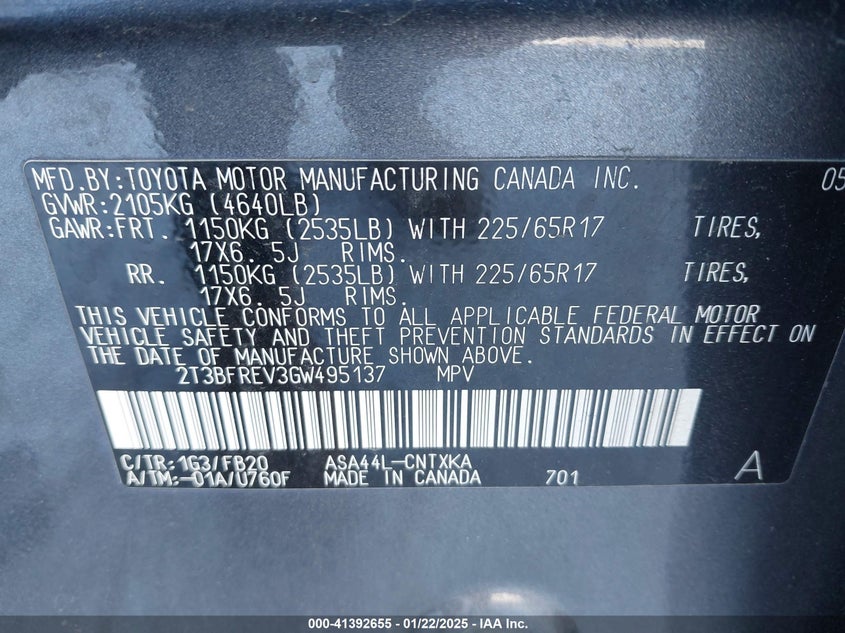 MFD.BY:TOYOTA MOTOR MANUFACTURING CANADA INC. 05
GVWR:2105KG (4640LB)
GAWR:FRT. 1150KG (2535LB) WITH 225/65R17 TIRES,
17X6. 5J RIMS.
RR. 1150KG (2535LB) WITH 225/65R17 TIRES,
17X6. 5J RIMS.
THIS VEHICLE CONFORMS TO ALL APPLICABLE FEDERAL MOTOR
VEHICLE SAFETY AND THEFT PREVENTION STANDARDS IN EFFECT ON
THE DATE OF MANUFACTURE SHOWN ABOVE.
2T3BFREV3GW495137 MPV
C/TR:1G3/FB20 ASA44L-CNTXKA
A/TM:-01A/U760F MADE IN CANADA 701 A
000-41392655 — 01/22/2025 — IAA Inc.